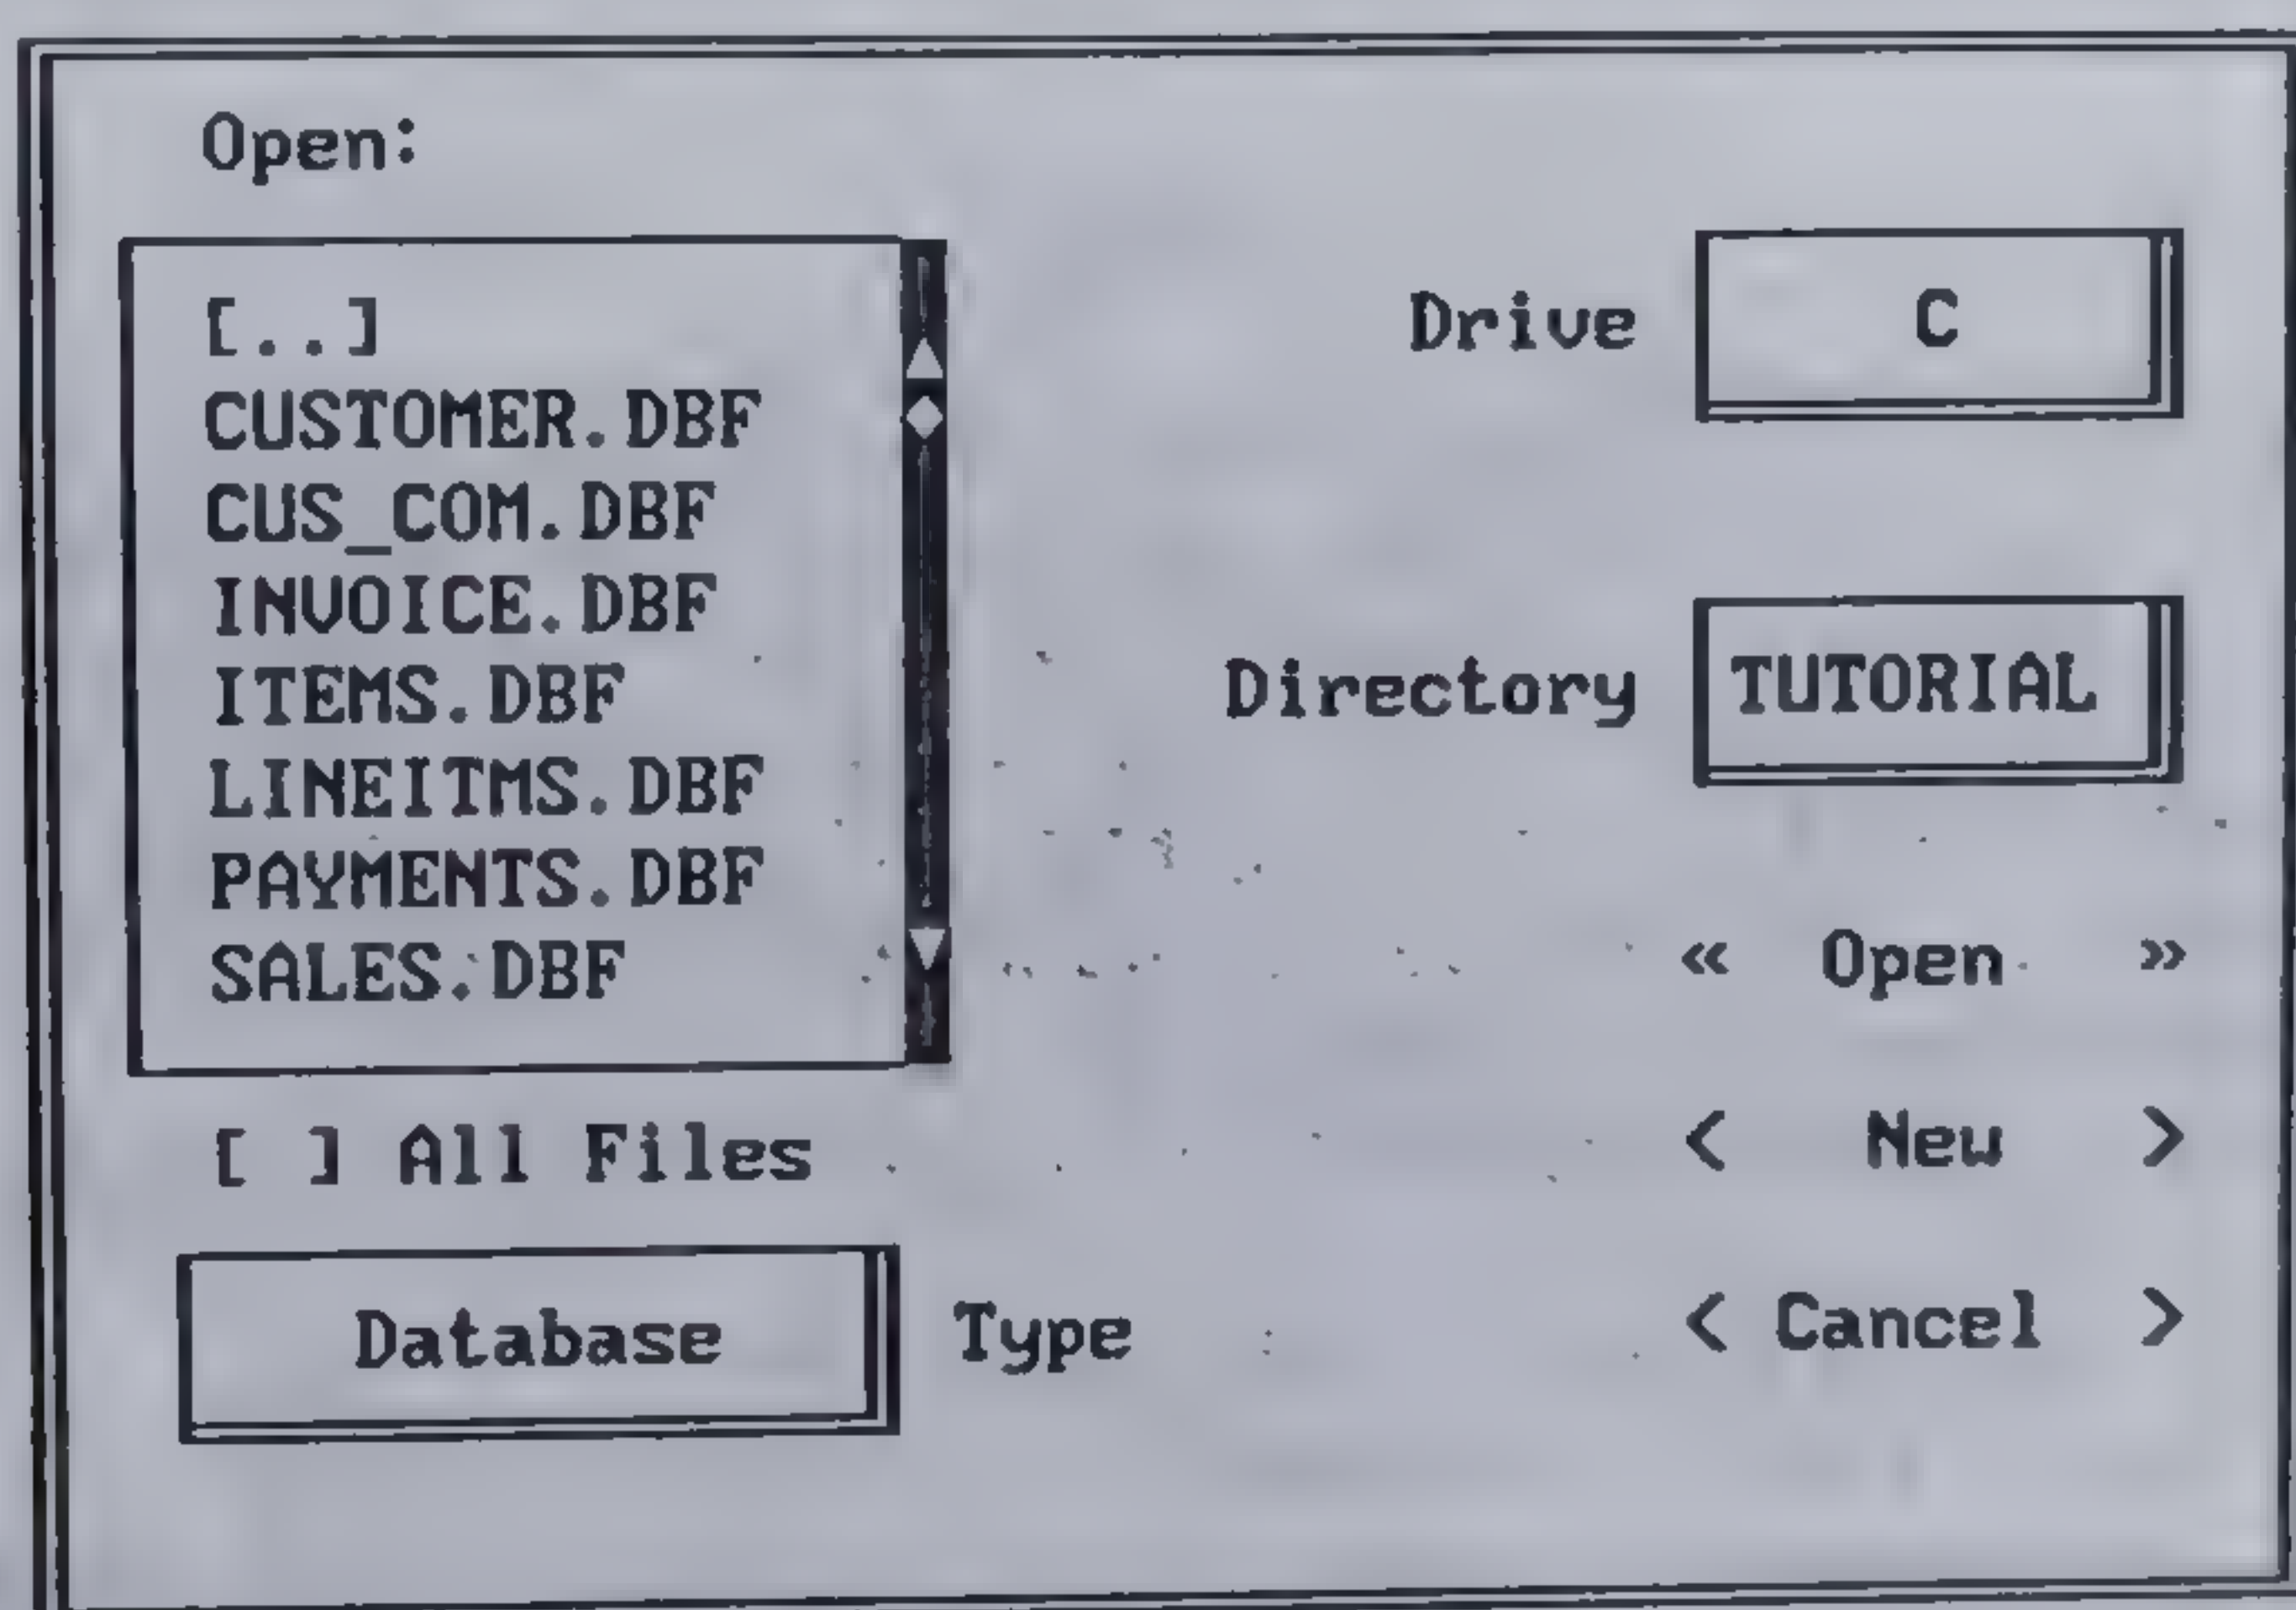 Open:
[..]
CUSTOMER.DBF
CUS_COM.DBF
INVOICE.DBF
ITEMS.DBF
LINEITMS.DBF
PAYMENTS.DBF
SALES.DBF
[ ] All Files
Database Type
Drive C
Directory TUTORIAL
« Open »
< New >
< Cancel >